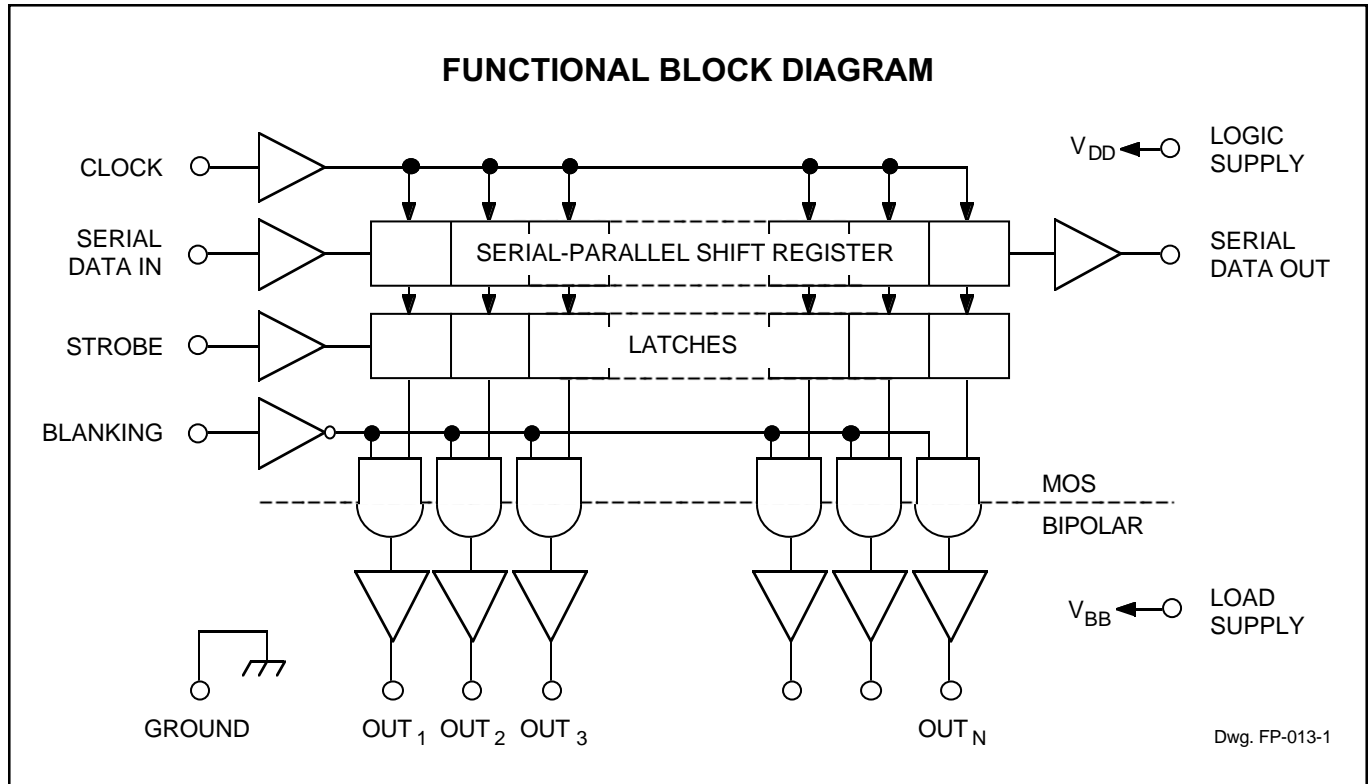 FUNCTIONAL BLOCK DIAGRAM
CLOCK
V DD
LOGIC
SUPPLY
SERIAL
DATA IN
SERIAL-PARALLEL SHIFT REGISTER
SERIAL
DATA OUT
STROBE
LATCHES
BLANKING
MOS
BIPOLAR
V BB
LOAD
SUPPLY
GROUND
OUT 1
OUT 2
OUT 3
OUT N
Dwg. FP-013-1